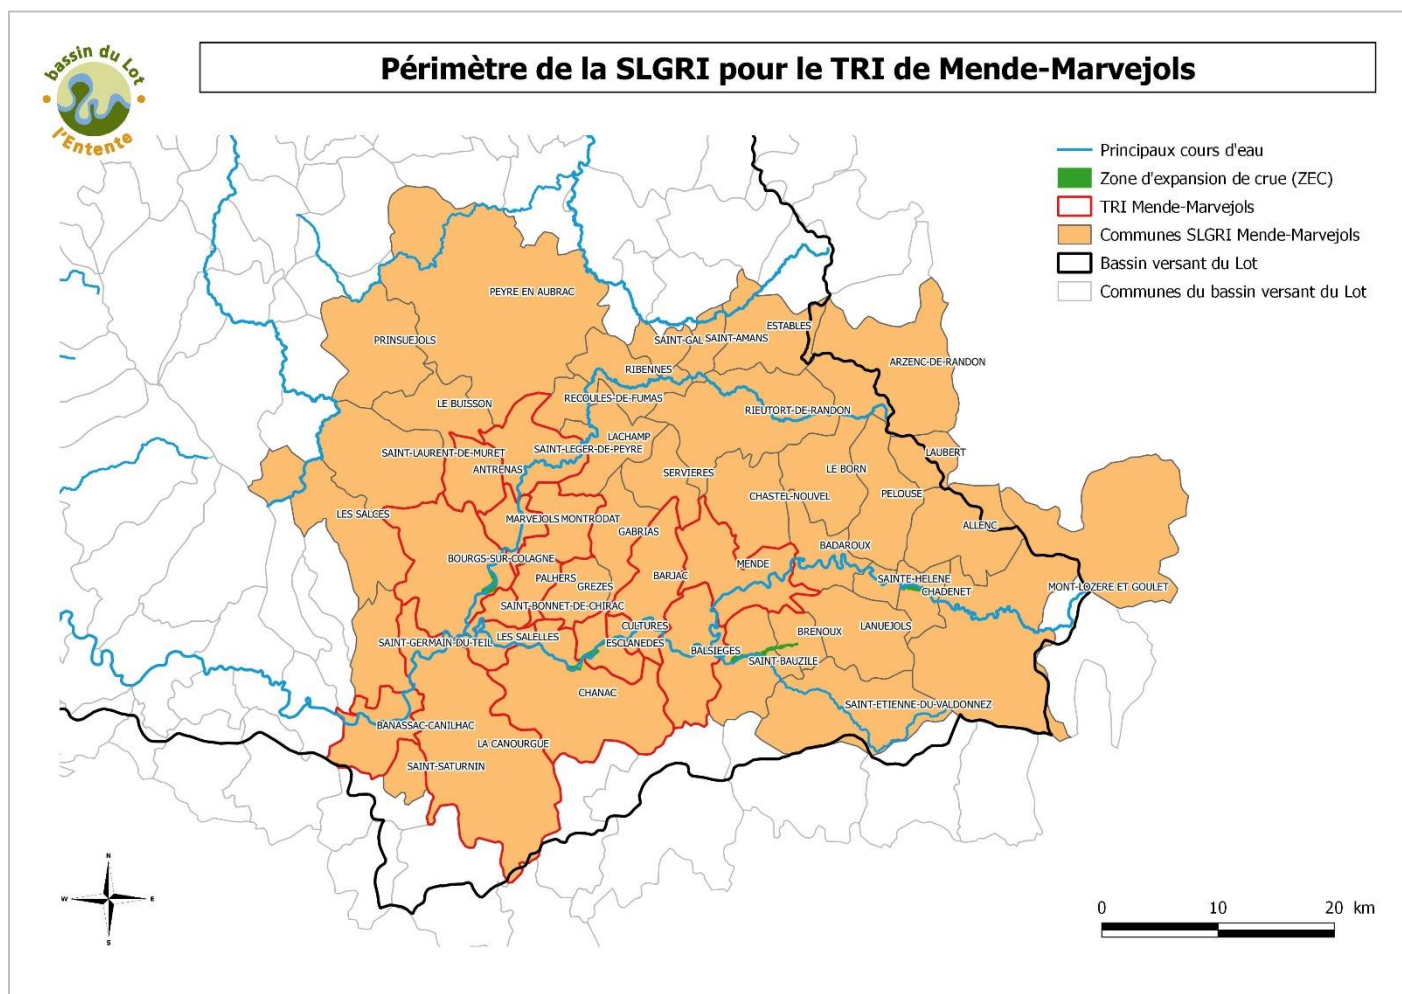 bassin du Lot
l'Entente
Périmètre de la SLGRI pour le TRI de Mende-Marvejols
Principaux cours d'eau
Zone d'expansion de crue (ZEC)
TRI Mende-Marvejols
Communes SLGRI Mende-Marvejols
Bassin versant du Lot
Communes du bassin versant du Lot
PEYRE EN AUBRAC
ESTABLES
SAINT-GAL
SAINT-AMANS
PRINSUEJOLS
ARZENC-DE-RANDON
RIBENNES
RECOULES-DE-FUMAS
LE BUISSON
RIEUTORT-DE-RANDON
LACHAMP
SAINT-LEGER-DE-PEYRE
SAINT-LAURENT-DE-MURET
LAUBERT
ANTRENAS
SERVIERES
LE BORN
CHASTEL-NOUVEL
PELOUSE
LES SALCES
MARVEJOLS
MONTRODAT
ALLENC
GABRIAS
BADAROUX
BOURGS-SUR-COLAGNE
MENDE
PALHERS
BARJAC
SAINTE-HELENE
GREZES
MONT-LOZERE ET GOULET
CHADENET
SAINT-BONNET-DE-CHIRAC
CULTURES
LANUEJOLS
BRENOUX
LES SALELLES
SAINT-GERMAIN-DU-TEIL
ESCLANEDES
BALSIEGES
SAINT-BAUZILE
CHANAC
SAINT-ETIENNE-DU-VALDONNEZ
BANASSAC-CANILHAC
LA CANOURGUE
SAINT-SATURNIN
N
W
E
S
0 10 20 km